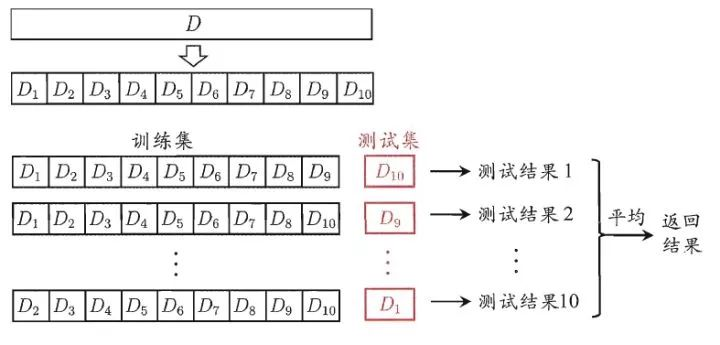 D
D₁ D₂ D₃ D₄ D₅ D₆ D₇ D₈ D₉ D₁₀
训练集 测试集
D₁ D₂ D₃ D₄ D₅ D₆ D₇ D₈ D₉ D₁₀ → 测试结果 1
D₁ D₂ D₃ D₄ D₅ D₆ D₇ D₈ D₁₀ D₉ → 测试结果 2
平均 返回
结果
⋮ ⋮ ⋮
D₂ D₃ D₄ D₅ D₆ D₇ D₈ D₉ D₁₀ D₁ → 测试结果10